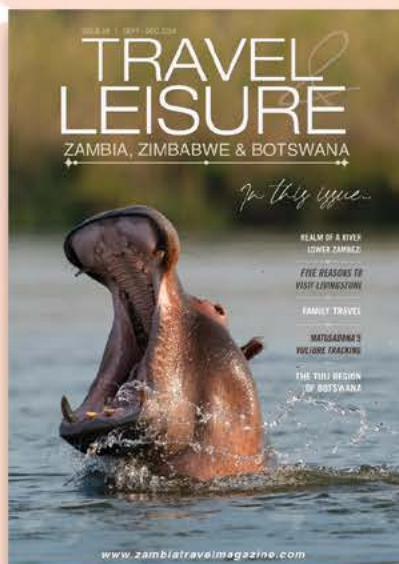 TRAVEL
&
LEISURE
ZAMBIA, ZIMBABWE & BOTSWANA
In this issue...
REALM OF A RIVER
LOWER ZAMBEZI
FIVE REASONS TO
VISIT LIVINGSTONE
FAMILY TRAVEL
MATUSADONA'S
VULTURE TRACKING
THE TULI REGION
OF BOTSWANA
www.zambiatravelmagazine.com